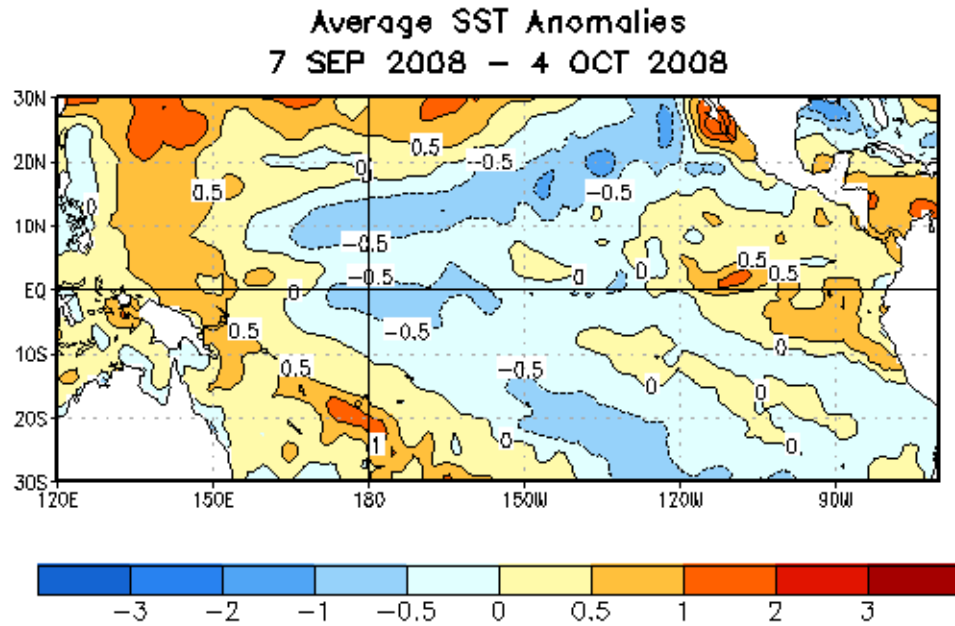 Average SST Anomalies
7 SEP 2008 – 4 OCT 2008
30N
20N
10N
EQ
10S
20S
30S
120E 150E 180 150W 120W 90W
0.5 -0.5
0
0.5 -0.5
0
-0.5
-0.5 0 0.5
0 0 0.5
0.5 -0.5
0
0.5 -0.5
0 0
1 0 0
-3 -2 -1 -0.5 0 0.5 1 2 3